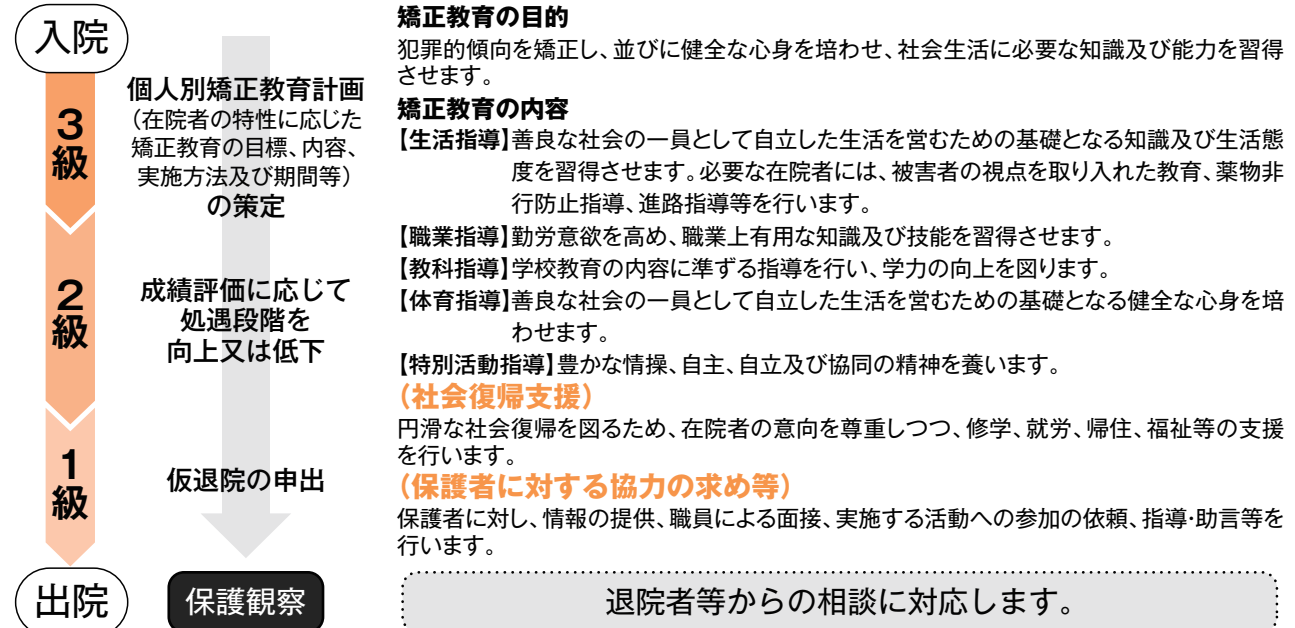 入院
3級
2級
1級
出院
個人別矯正教育計画
（在院者の特性に応じた
矯正教育の目標、内容、
実施方法及び期間等）
の策定
成績評価に応じて
処遇段階を
向上又は低下
仮退院の申出
保護観察
矯正教育の目的
犯罪的傾向を矯正し、並びに健全な心身を培わせ、社会生活に必要な知識及び能力を習得
させます。
矯正教育の内容
【生活指導】善良な社会の一員として自立した生活を営むための基礎となる知識及び生活態
度を習得させます。必要な在院者には、被害者の視点を取り入れた教育、薬物非
行防止指導、進路指導等を行います。
【職業指導】勤労意欲を高め、職業上有用な知識及び技能を習得させます。
【教科指導】学校教育の内容に準ずる指導を行い、学力の向上を図ります。
【体育指導】善良な社会の一員として自立した生活を営むための基礎となる健全な心身を培
わせます。
【特別活動指導】豊かな情操、自主、自立及び協同の精神を養います。
（社会復帰支援）
円滑な社会復帰を図るため、在院者の意向を尊重しつつ、修学、就労、帰住、福祉等の支援
を行います。
（保護者に対する協力の求め等）
保護者に対し、情報の提供、職員による面接、実施する活動への参加の依頼、指導・助言等を
行います。
退院者等からの相談に対応します。